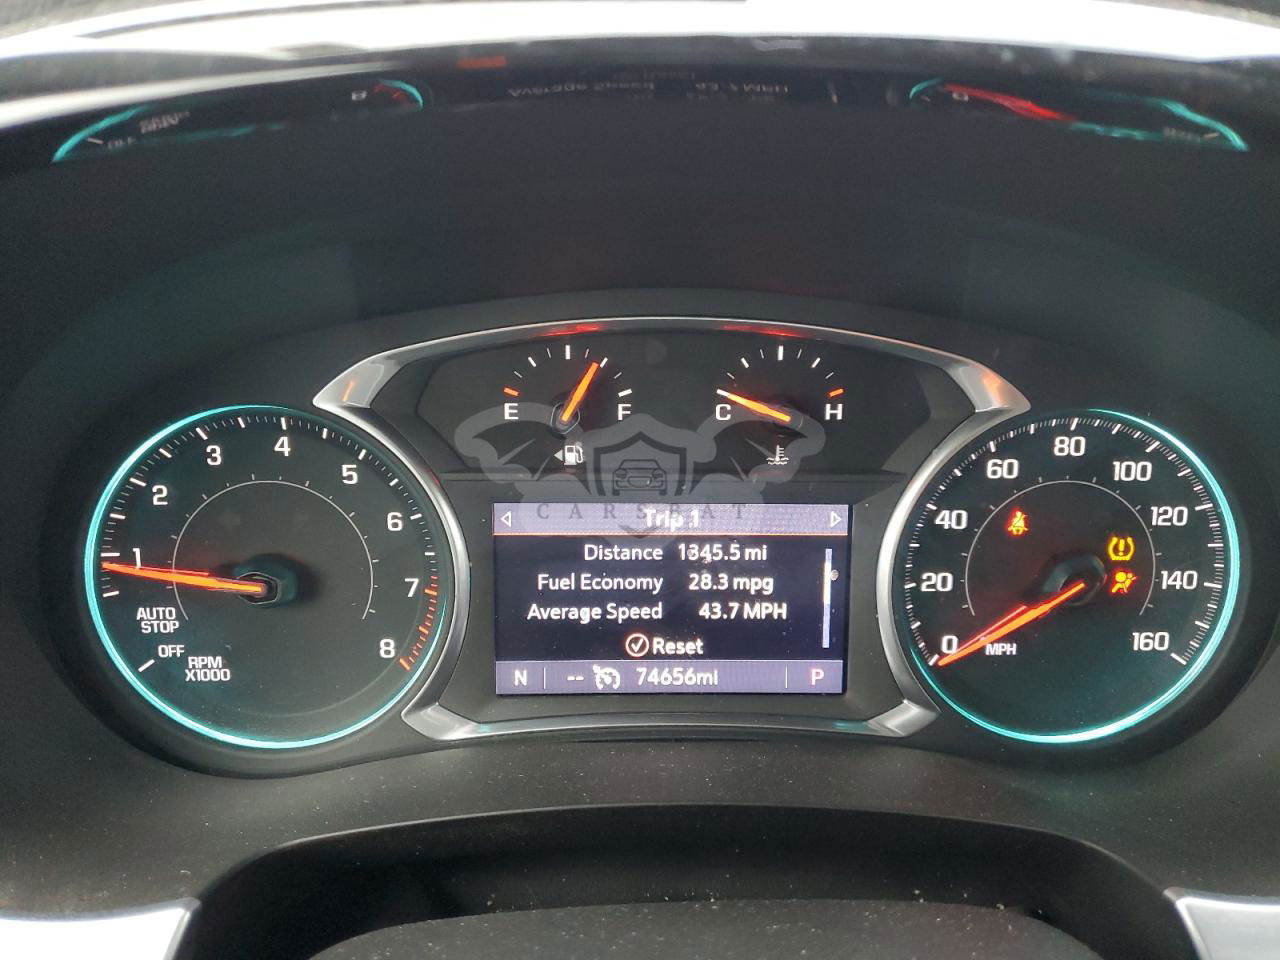 E
F
C
H
1
2
3
4
5
6
7
8
AUTO
STOP
OFF
RPM
X1000
CARSBAT
Trip 1
Distance 1345.5 mi
Fuel Economy 28.3 mpg
Average Speed 43.7 MPH
Reset
N -- 74656mi P
0
20
40
60
80
100
120
140
160
MPH